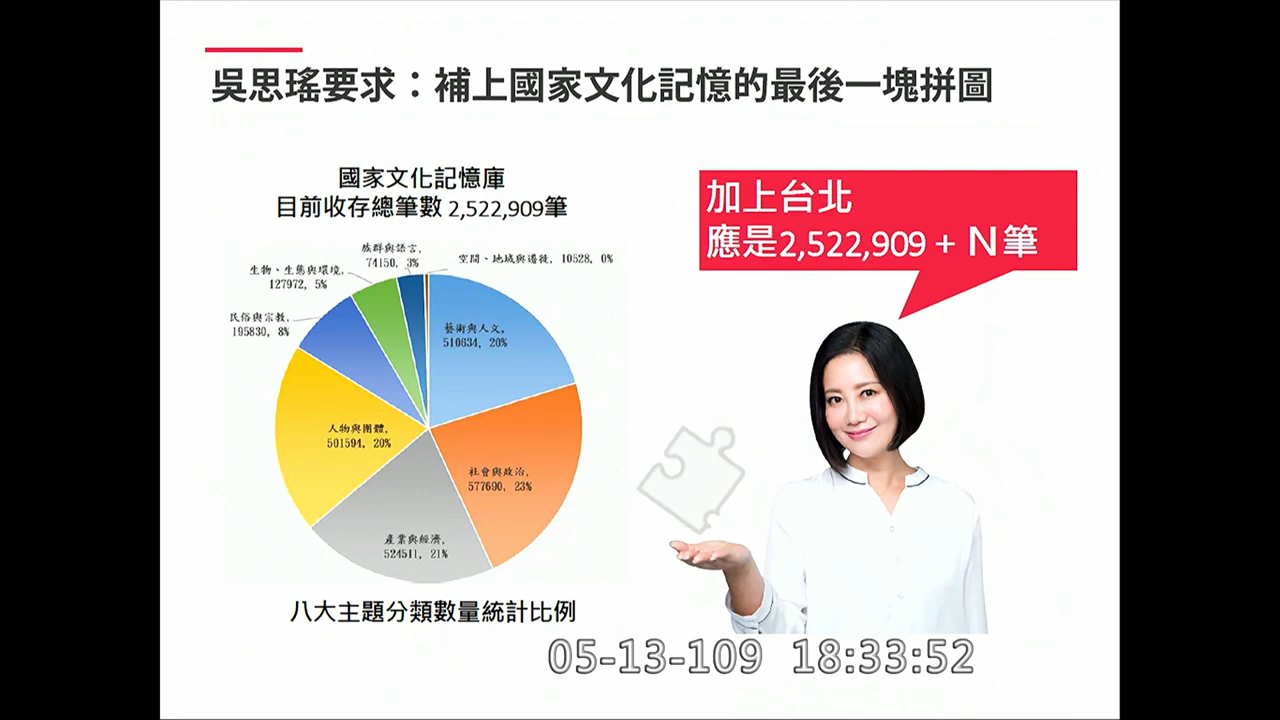 吳思瑤要求：補上國家文化記憶的最後一塊拼圖
國家文化記憶庫
目前收存總筆數 2,522,909筆
族群與語言,
74150, 3%
空間、地域與遷徙, 10528, 0%
生物、生態與環境,
127972, 5%
民俗與宗教,
195830, 8%
藝術與人文,
510634, 20%
人物與團體,
501594, 20%
社會與政治,
577690, 23%
產業與經濟,
524511, 21%
八大主題分類數量統計比例
加上台北
應是2,522,909 + N 筆
05-13-109 18:33:52